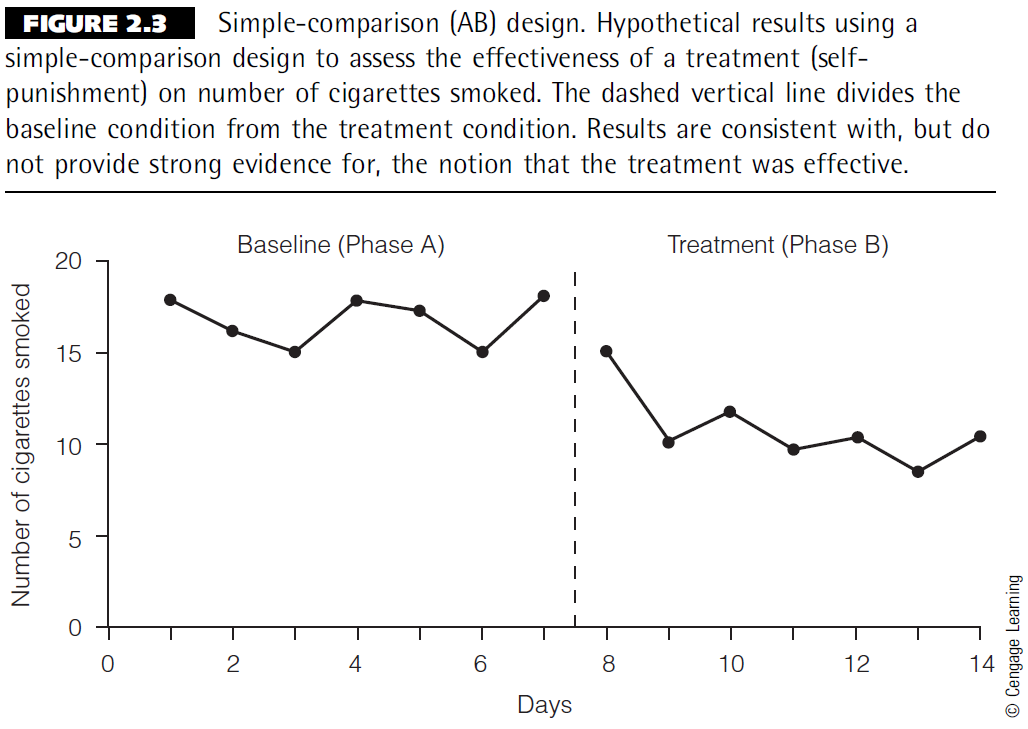 FIGURE 2.3 Simple-comparison (AB) design. Hypothetical results using a
simple-comparison design to assess the effectiveness of a treatment (self-
punishment) on number of cigarettes smoked. The dashed vertical line divides the
baseline condition from the treatment condition. Results are consistent with, but do
not provide strong evidence for, the notion that the treatment was effective.
Baseline (Phase A)
Treatment (Phase B)
Number of cigarettes smoked
20
15
10
5
0
0 2 4 6 8 10 12 14
Days
© Cengage Learning